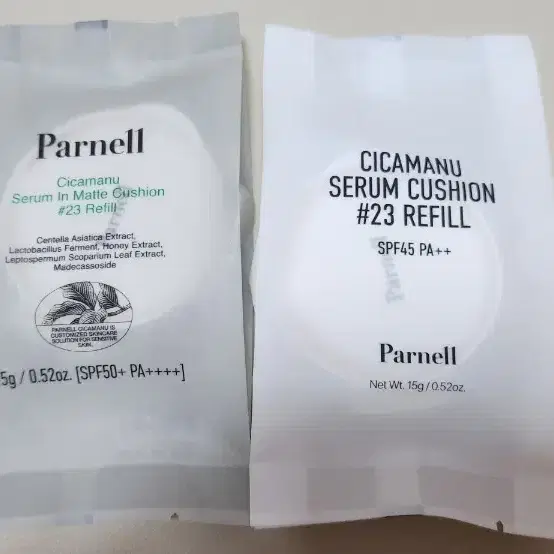 Parnell
Cicamanu
Serum In Matte Cushion
#23 Refill
Centella Asiatica Extract,
Lactobacillus Ferment, Honey Extract,
Leptospermum Scoparium Leaf Extract,
Madecassoside
PARNELL CICAMANU IS
CUSTOMIZED SKINCARE
SOLUTION FOR SENSITIVE
SKIN.
5g / 0.52oz. [SPF50+ PA++++]
CICAMANU
SERUM CUSHION
#23 REFILL
SPF45 PA++
Parnell
Net Wt. 15g / 0.52oz.